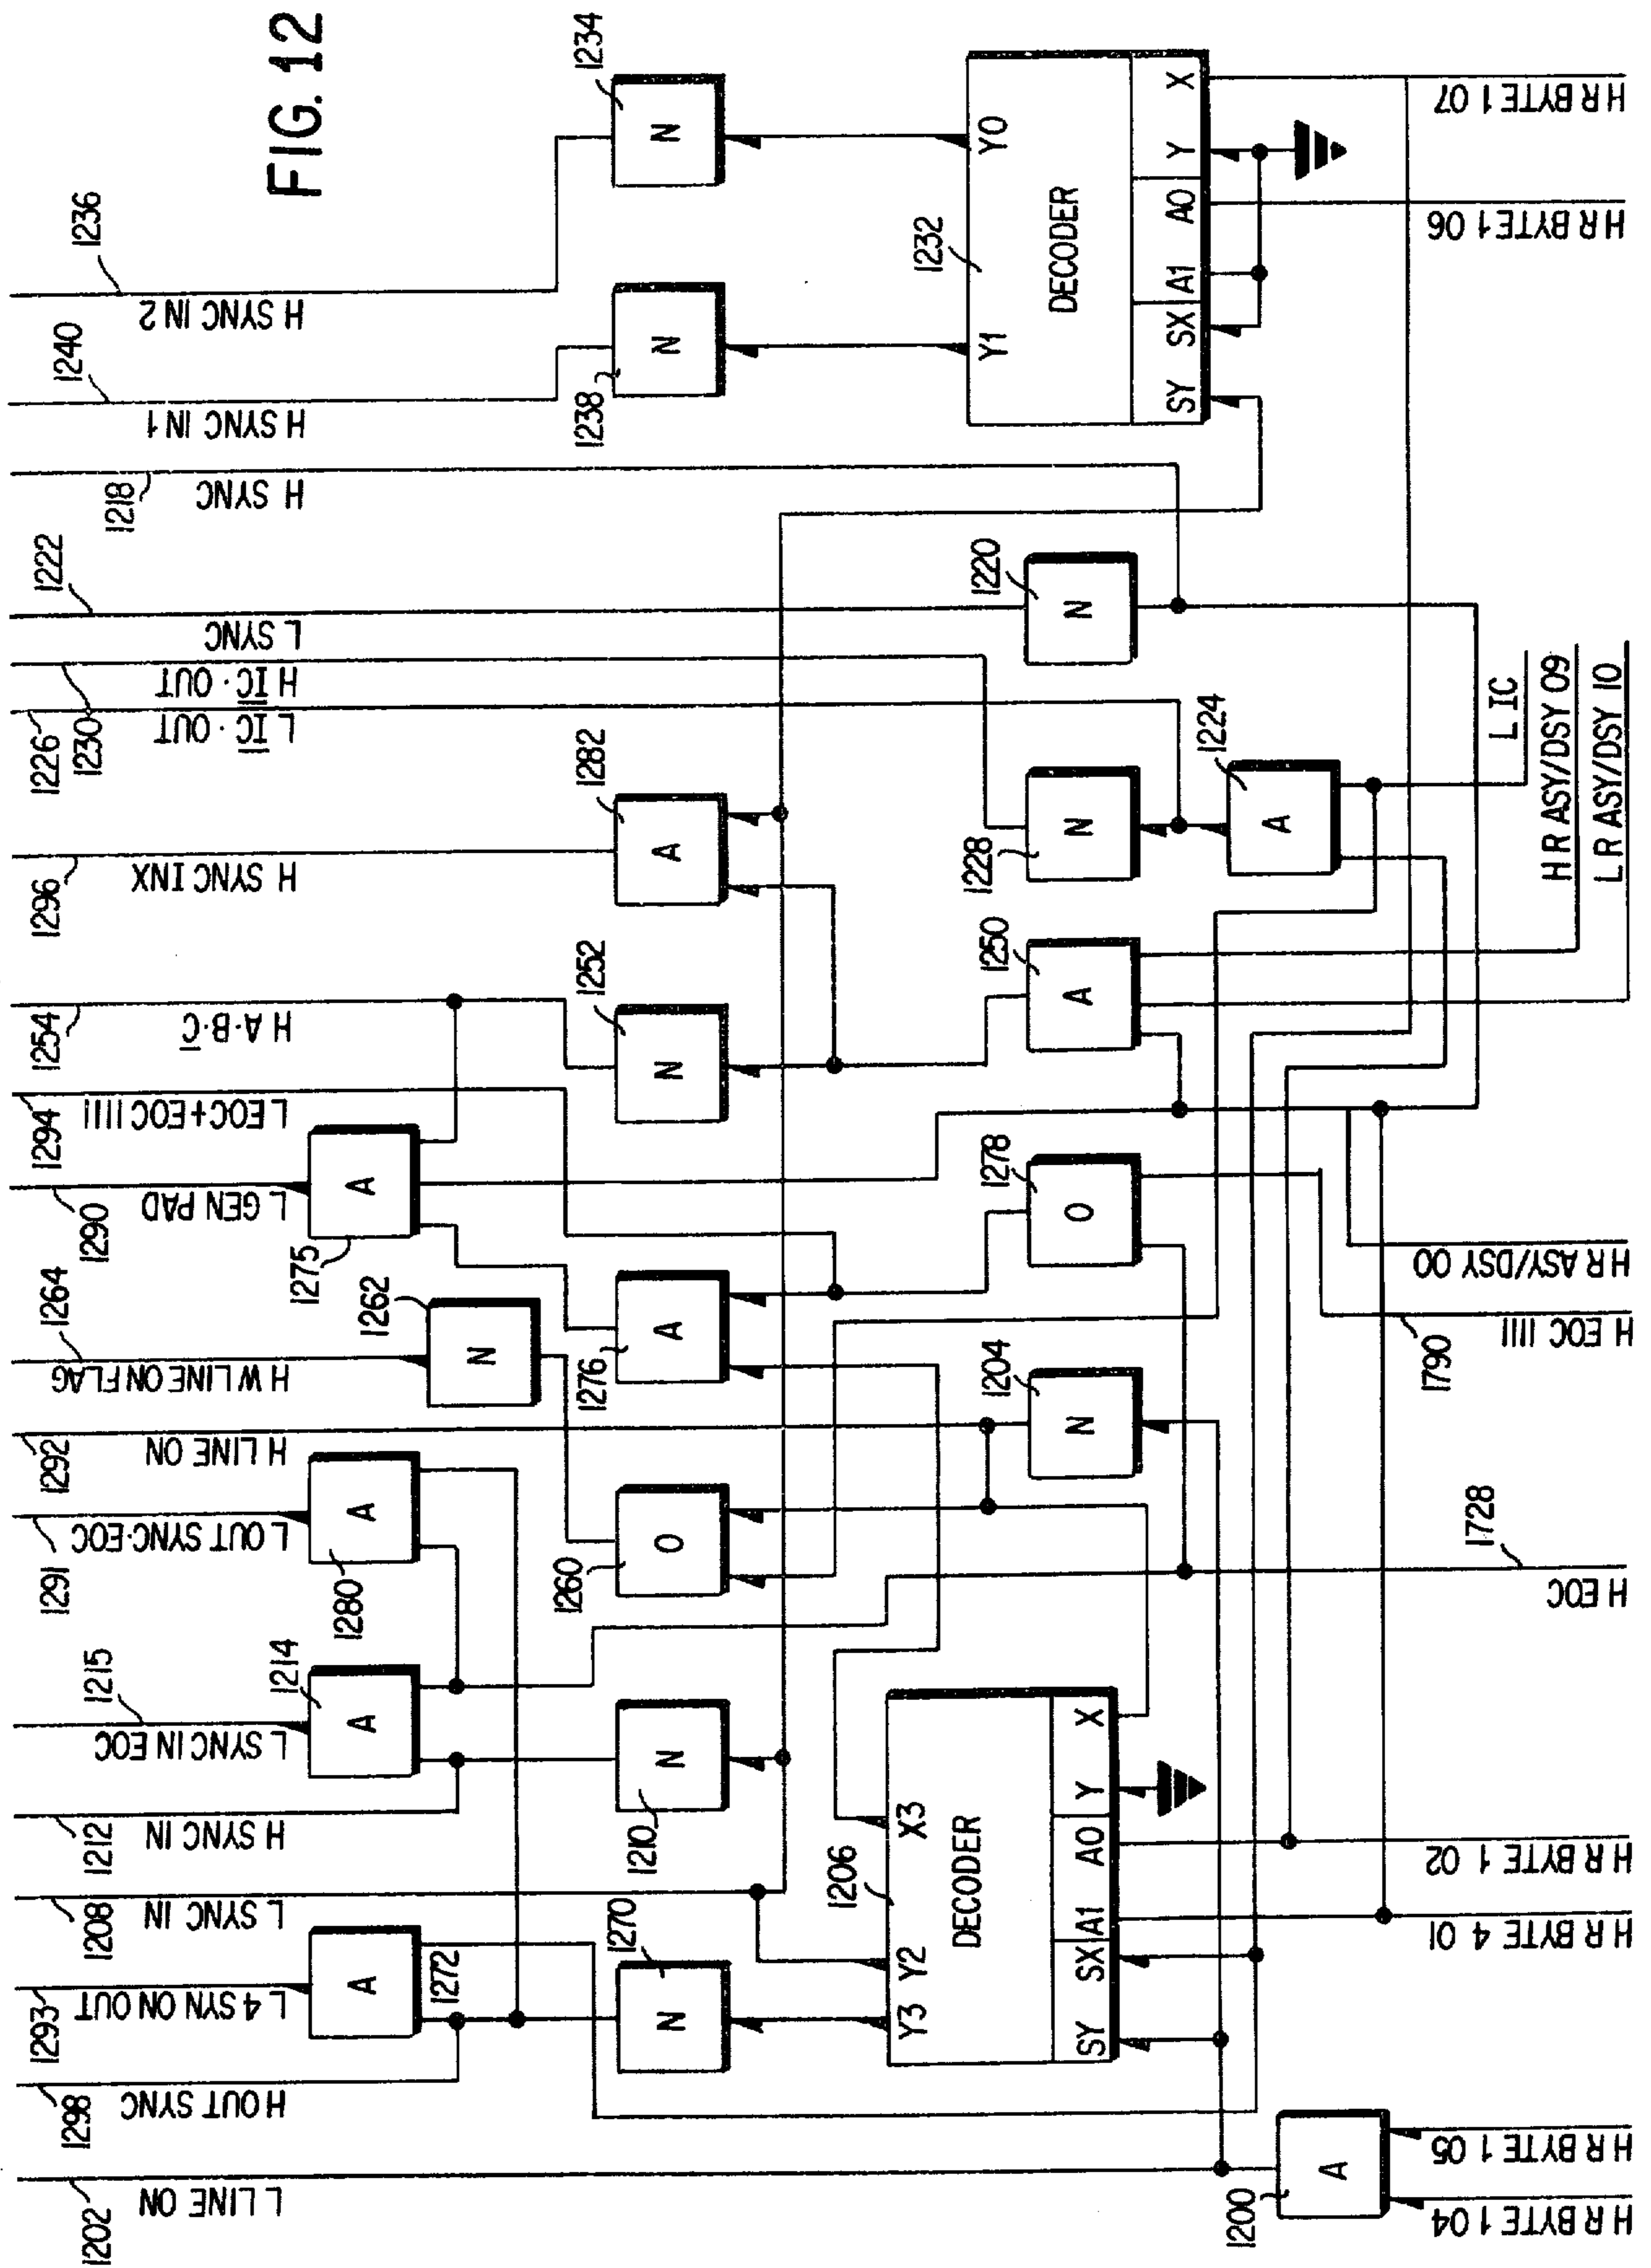 FIG. 12
1202
L LINE ON
1298
H OUT SYNC
1293
L 4 SYN ON OUT
1272
A
1208
L SYNC IN
1212
H SYNC IN
1215
L SYNC IN EOC
1214
A
1291
L OUT SYNC·EOC
1280
A
1292
H LINE ON
1264
H W LINE ON FLAG
1262
N
1290
L GEN PAD
1275
A
1294
L EOC+EOC 1111
1254
H A·B·C
1296
H SYNC INX
1226
L IC·OUT
1230
H IC·OUT
1222
L SYNC
1218
H SYNC
1240
H SYNC IN 1
1236
H SYNC IN 2
1270
N
1210
N
1260
O
1276
A
1252
N
1282
A
1238
N
1234
N
1206
DECODER
Y3
Y2
X3
SY
SX
A1
A0
Y
X
1204
N
1278
O
1250
A
1228
N
1224
A
1220
N
1232
DECODER
Y1
Y0
SY
SX
A1
A0
Y
X
1200
A
H R BYTE 1 04
H R BYTE 1 05
H R BYTE 4 01
H R BYTE 1 02
H EOC
1728
H EOC 1111
1790
H R ASY/DSY 00
L R ASY/DSY 10
H R ASY/DSY 09
L IC
H R BYTE 1 06
H R BYTE 1 07